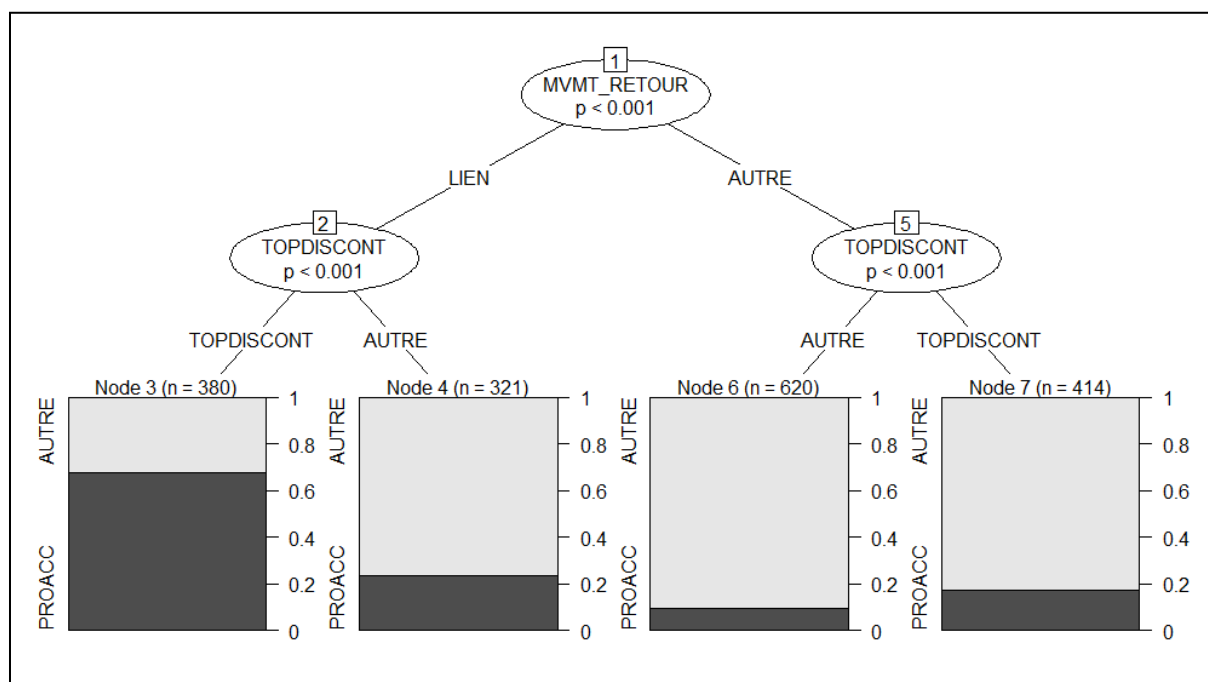 1
MVMT_RETOUR
p < 0.001
LIEN
AUTRE
2
TOPDISCONT
p < 0.001
5
TOPDISCONT
p < 0.001
TOPDISCONT
AUTRE
AUTRE
TOPDISCONT
Node 3 (n = 380)
AUTRE
PROACC
1
0.8
0.6
0.4
0.2
0
Node 4 (n = 321)
AUTRE
PROACC
1
0.8
0.6
0.4
0.2
0
Node 6 (n = 620)
AUTRE
PROACC
1
0.8
0.6
0.4
0.2
0
Node 7 (n = 414)
AUTRE
PROACC
1
0.8
0.6
0.4
0.2
0